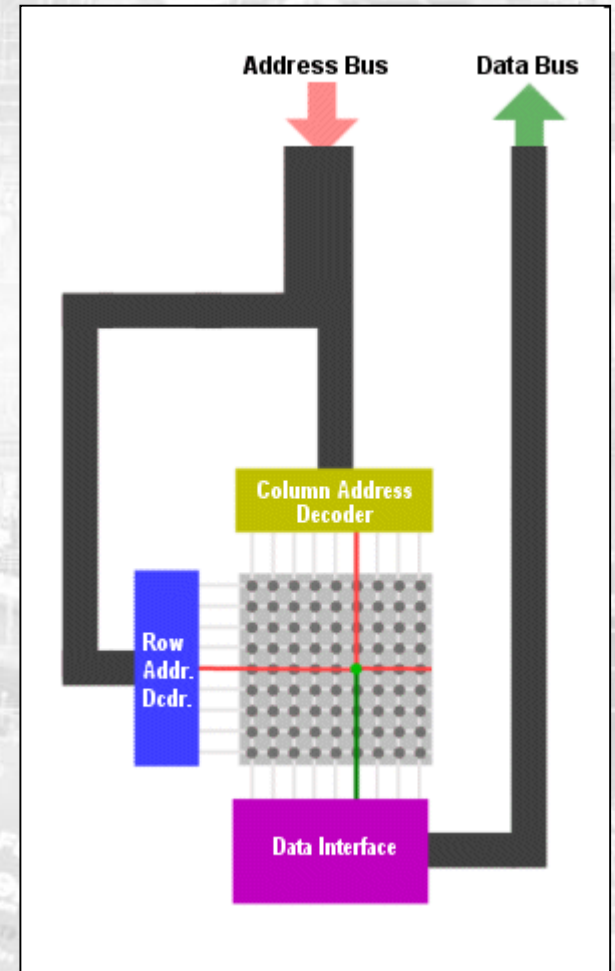 Address Bus
Data Bus
Column Address
Decoder
Row
Addr.
Dcdr.
Data Interface